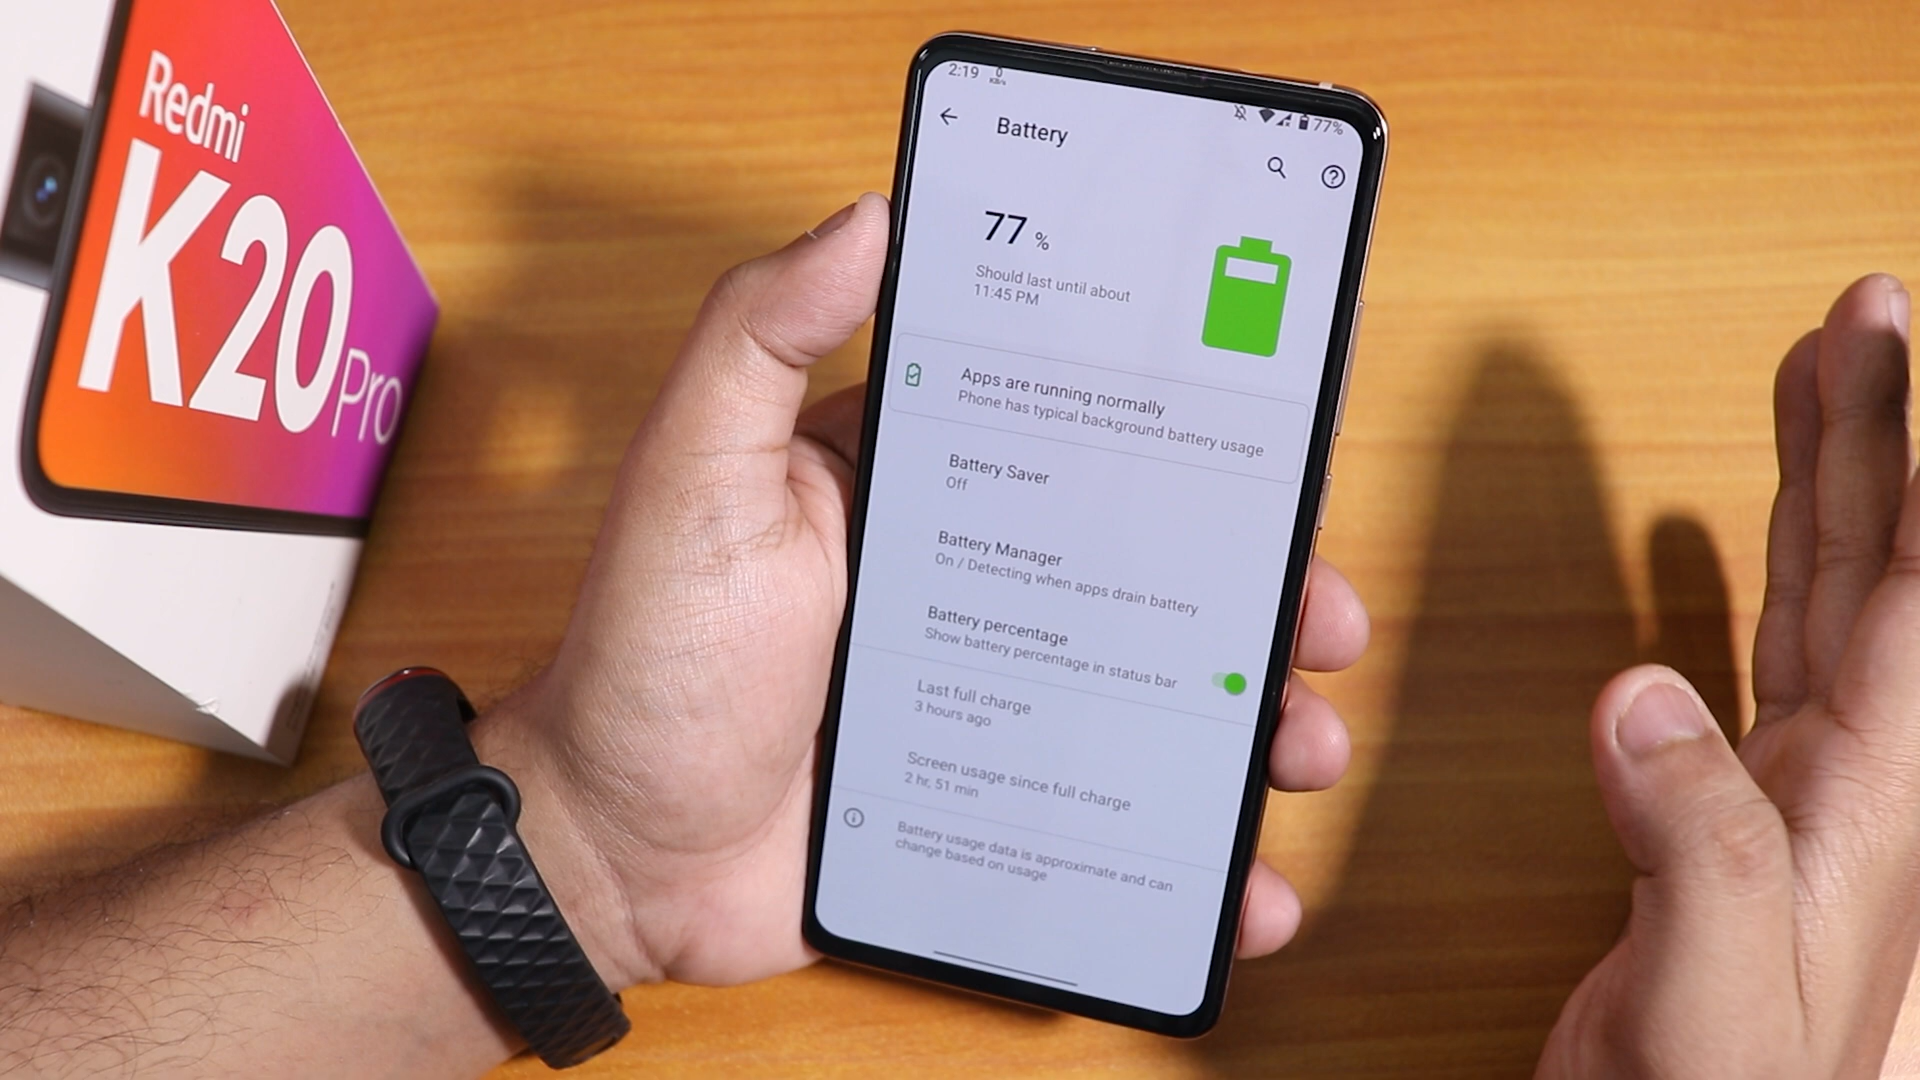 Redmi
K20 Pro
2:19
0
KB/s
77%
Battery
77 %
Should last until about
11:45 PM
Apps are running normally
Phone has typical background battery usage
Battery Saver
Off
Battery Manager
On / Detecting when apps drain battery
Battery percentage
Show battery percentage in status bar
Last full charge
3 hours ago
Screen usage since full charge
2 hr, 51 min
Battery usage data is approximate and can
change based on usage